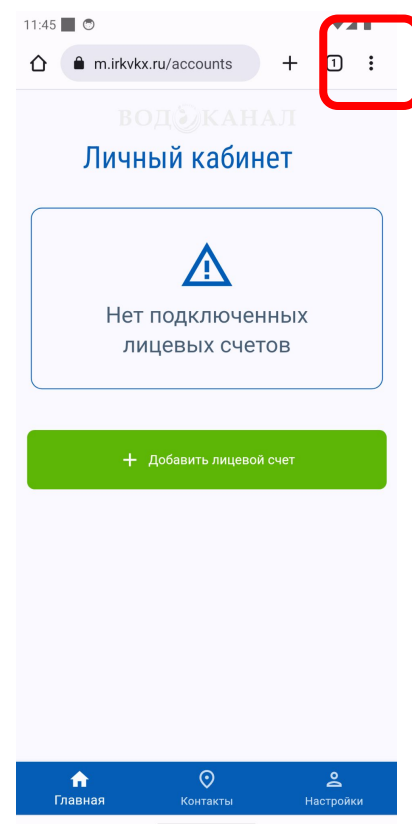 11:45
m.irkvkx.ru/accounts
1
ВОДОКАНАЛ
Личный кабинет
Нет подключенных
лицевых счетов
+ Добавить лицевой счет
Главная
Контакты
Настройки